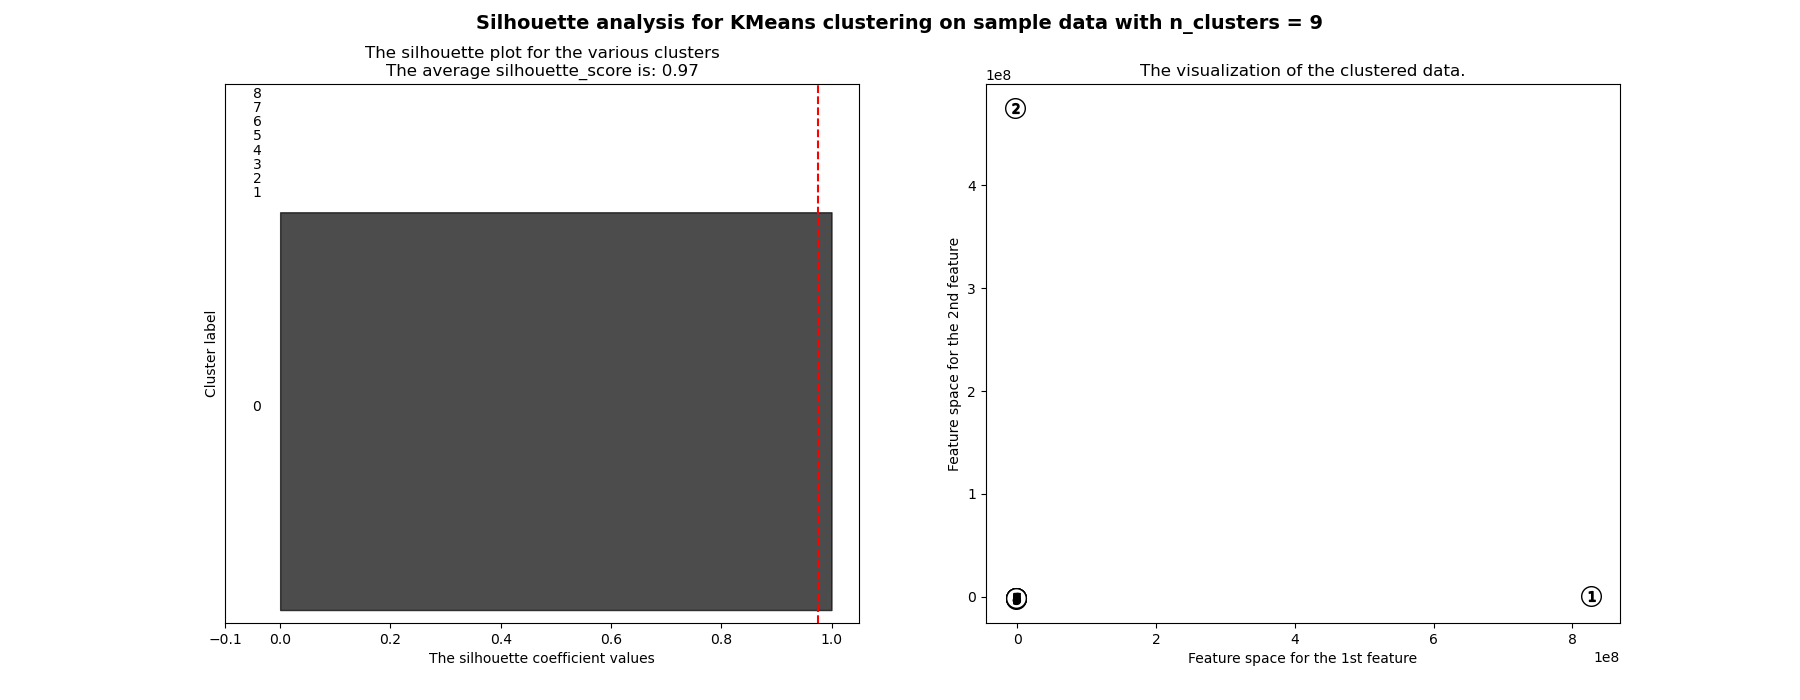 Silhouette analysis for KMeans clustering on sample data with n_clusters = 9
The silhouette plot for the various clusters
The average silhouette_score is: 0.97
8
7
6
5
4
3
2
1
0
Cluster label
−0.1 0.0 0.2 0.4 0.6 0.8 1.0
The silhouette coefficient values
The visualization of the clustered data.
1e8
2
4
3
2
1
0
1
Feature space for the 2nd feature
0 2 4 6 8
1e8
Feature space for the 1st feature